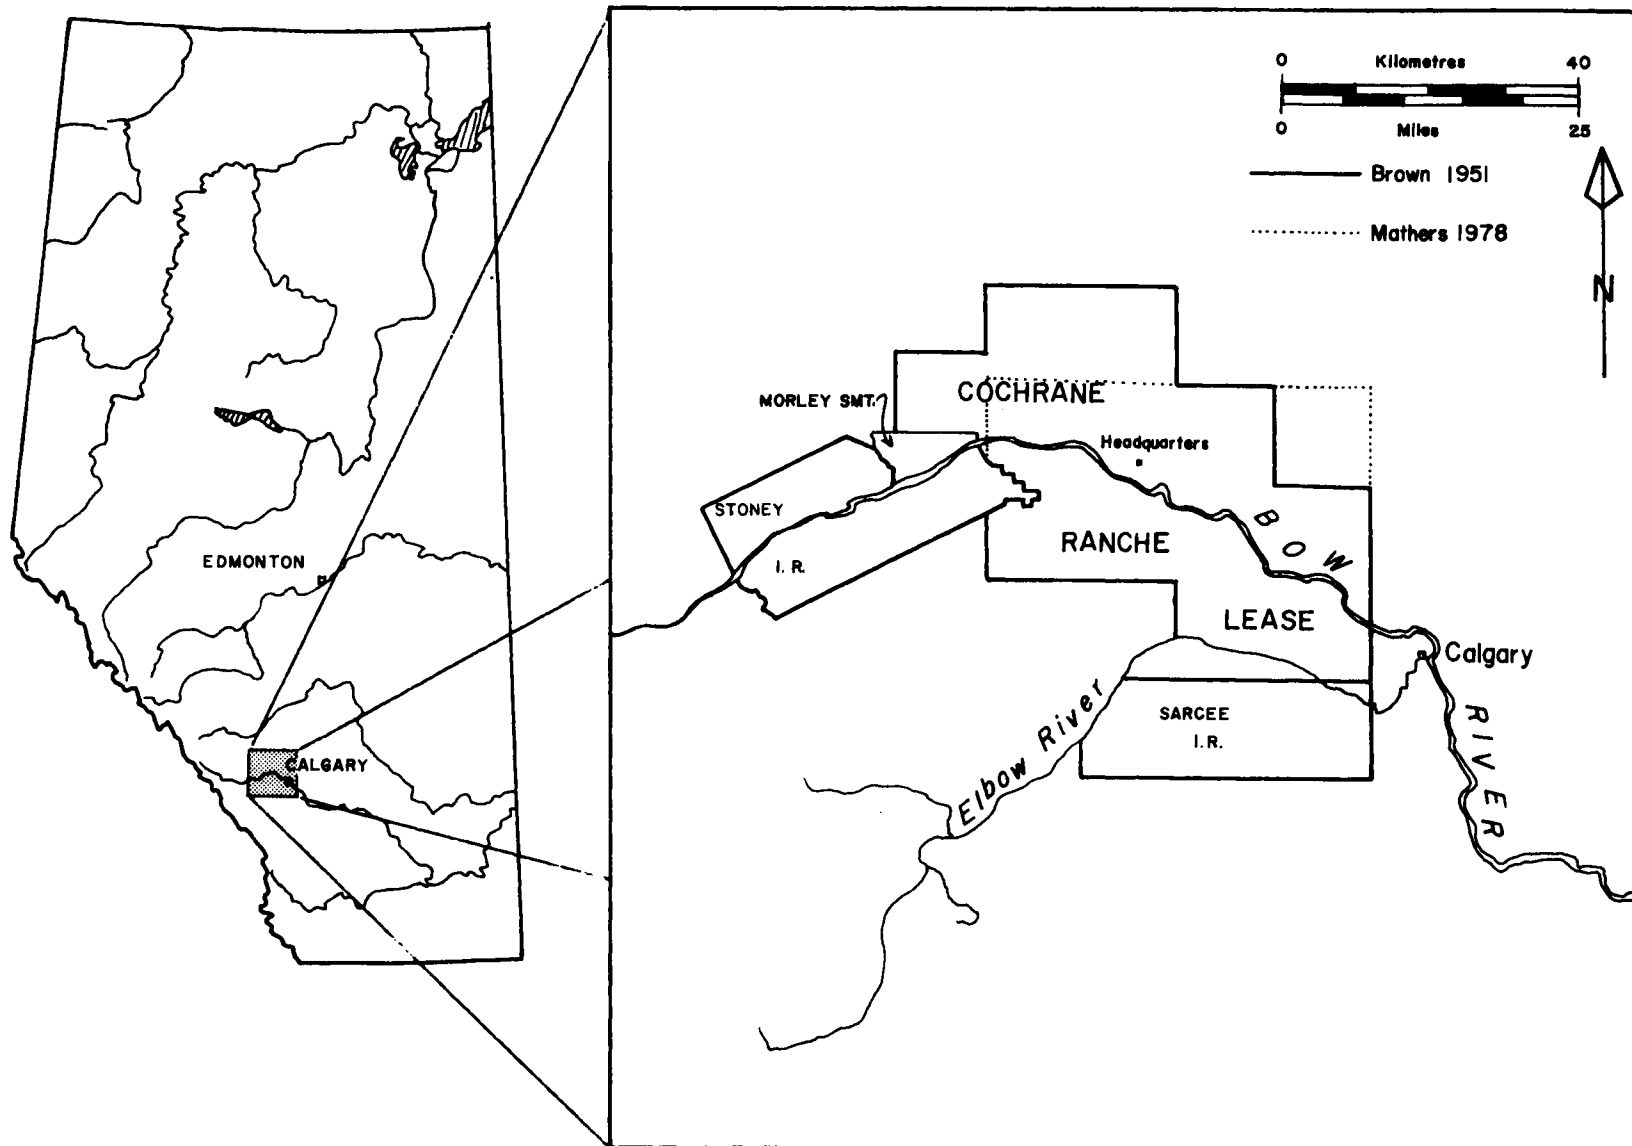 EDMONTON
CALGARY
0 Kilometres 40
0 Miles 25
Brown 1951
Mathers 1978
N
COCHRANE
MORLEY SMT.
Headquarters
STONEY
I. R.
RANCHE
BOW
LEASE
Calgary
SARCEE
I.R.
Elbow River
RIVER